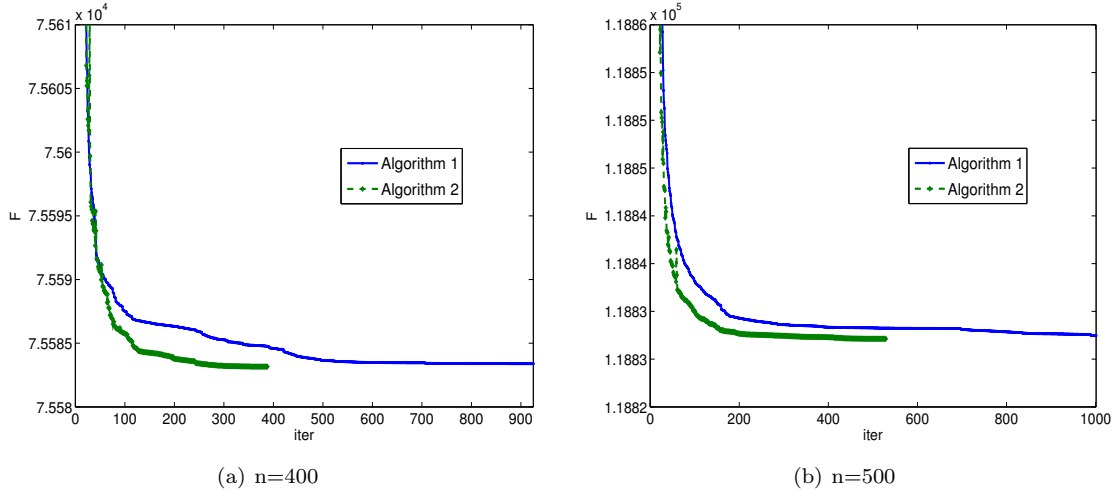 x 10^4
7.561
7.5605
7.56
7.5595
7.559
7.5585
7.558
F
0 100 200 300 400 500 600 700 800 900
iter
Algorithm 1
Algorithm 2
(a) n=400
x 10^5
1.1886
1.1885
1.1885
1.1885
1.1884
1.1884
1.1883
1.1883
1.1882
F
0 200 400 600 800 1000
iter
Algorithm 1
Algorithm 2
(b) n=500